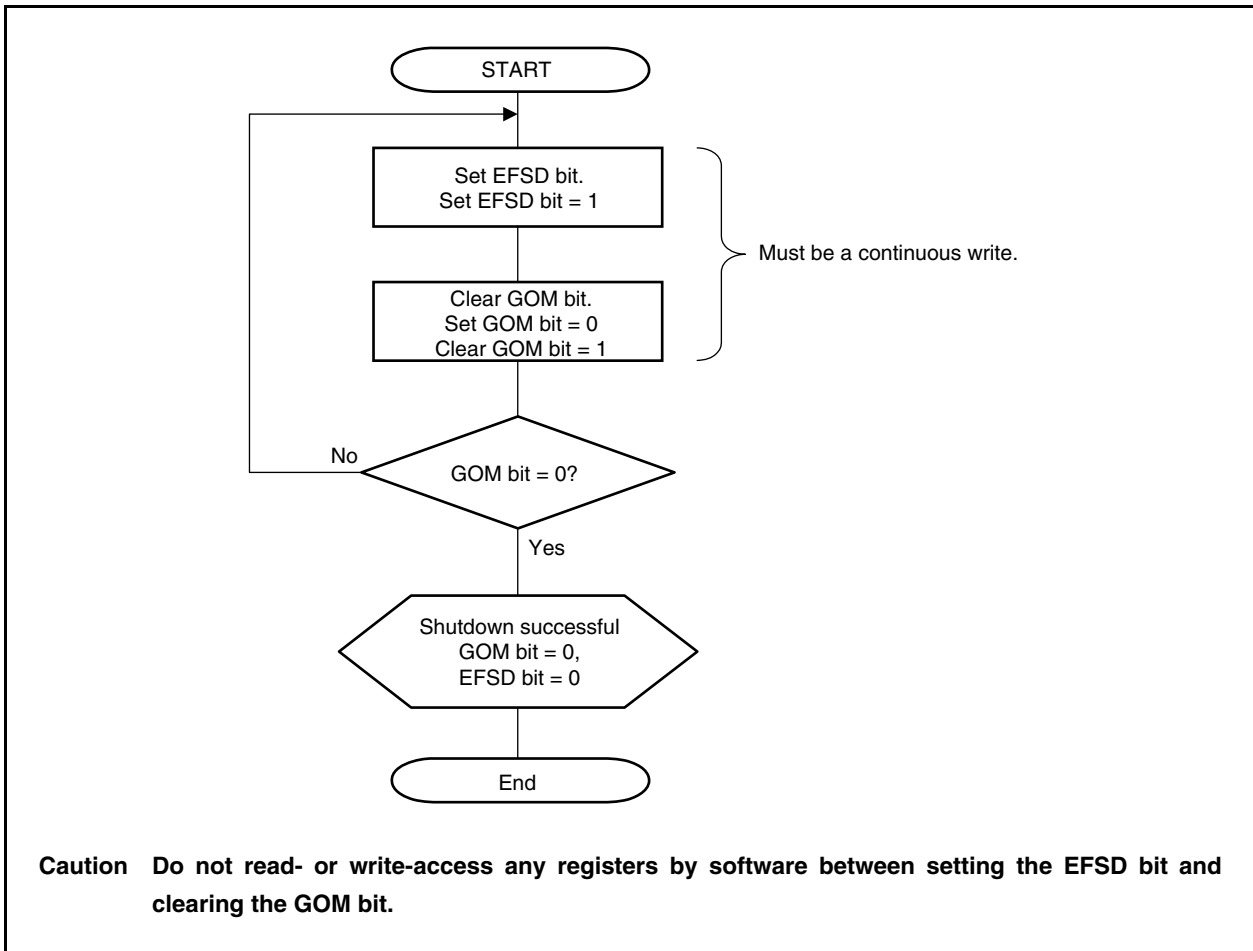 START
Set EFSD bit.
Set EFSD bit = 1
Must be a continuous write.
Clear GOM bit.
Set GOM bit = 0
Clear GOM bit = 1
No
GOM bit = 0?
Yes
Shutdown successful
GOM bit = 0,
EFSD bit = 0
End
Caution Do not read- or write-access any registers by software between setting the EFSD bit and
clearing the GOM bit.